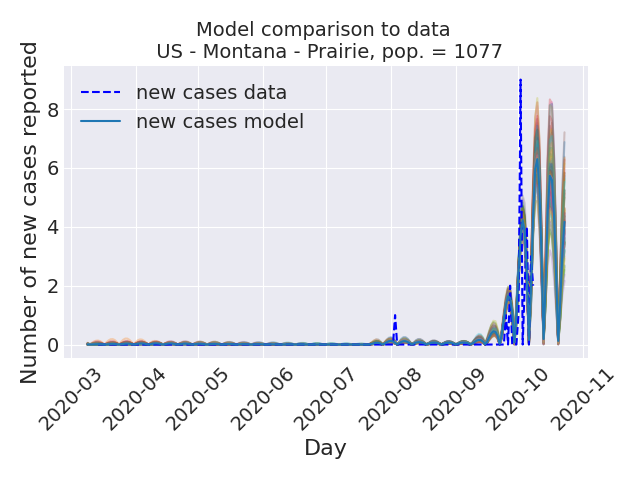 Model comparison to data
US - Montana - Prairie, pop. = 1077
Number of new cases reported
new cases data
new cases model
8
6
4
2
0
2020-03
2020-04
2020-05
2020-06
2020-07
2020-08
2020-09
2020-10
2020-11
Day